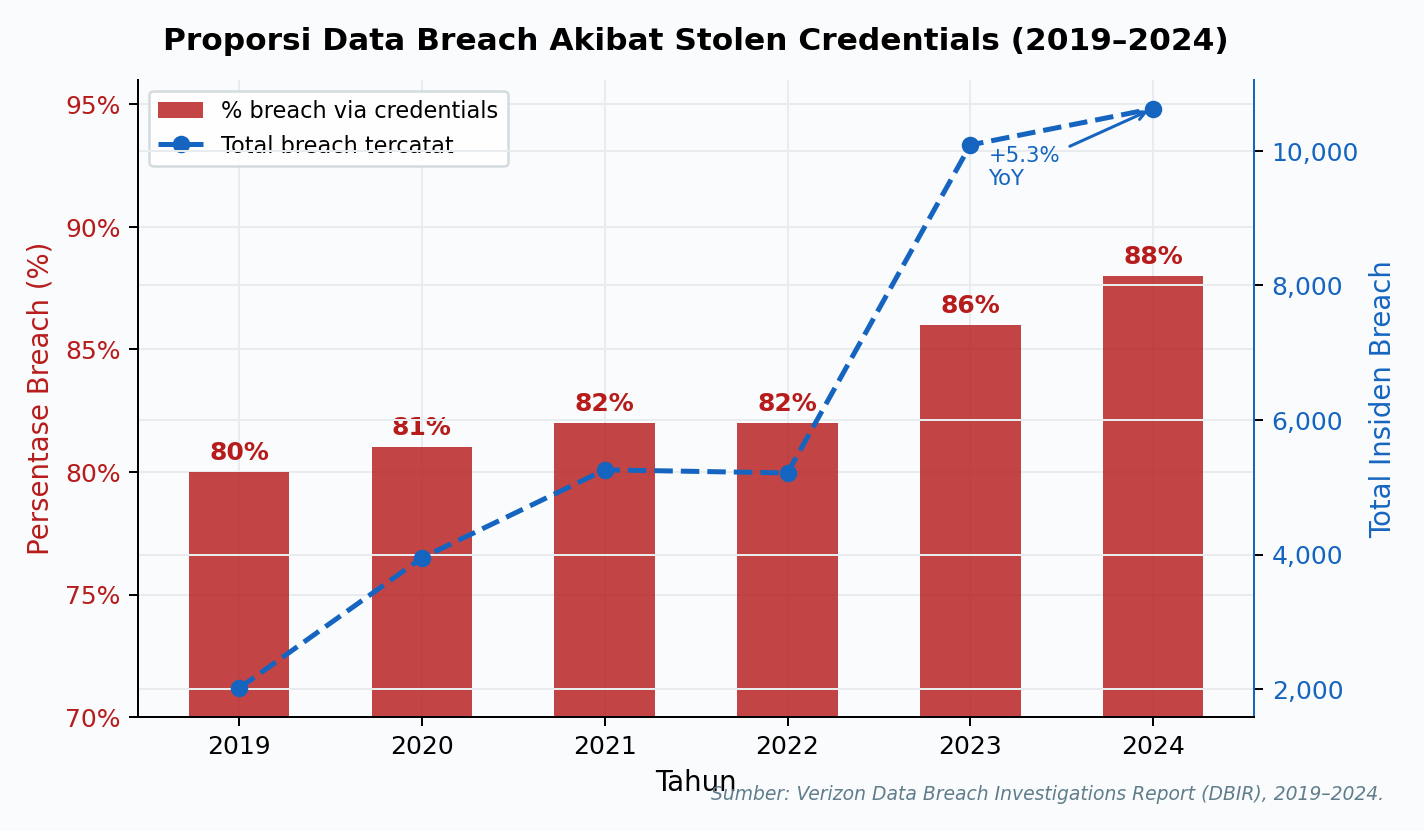 Proporsi Data Breach Akibat Stolen Credentials (2019–2024)
% breach via credentials
Total breach tercatat
Persentase Breach (%)
95%
90%
85%
80%
75%
70%
80%
81%
82%
82%
86%
88%
+5.3%
YoY
10,000
8,000
6,000
4,000
2,000
Total Insiden Breach
2019 2020 2021 2022 2023 2024
Tahun
Sumber: Verizon Data Breach Investigations Report (DBIR), 2019–2024.